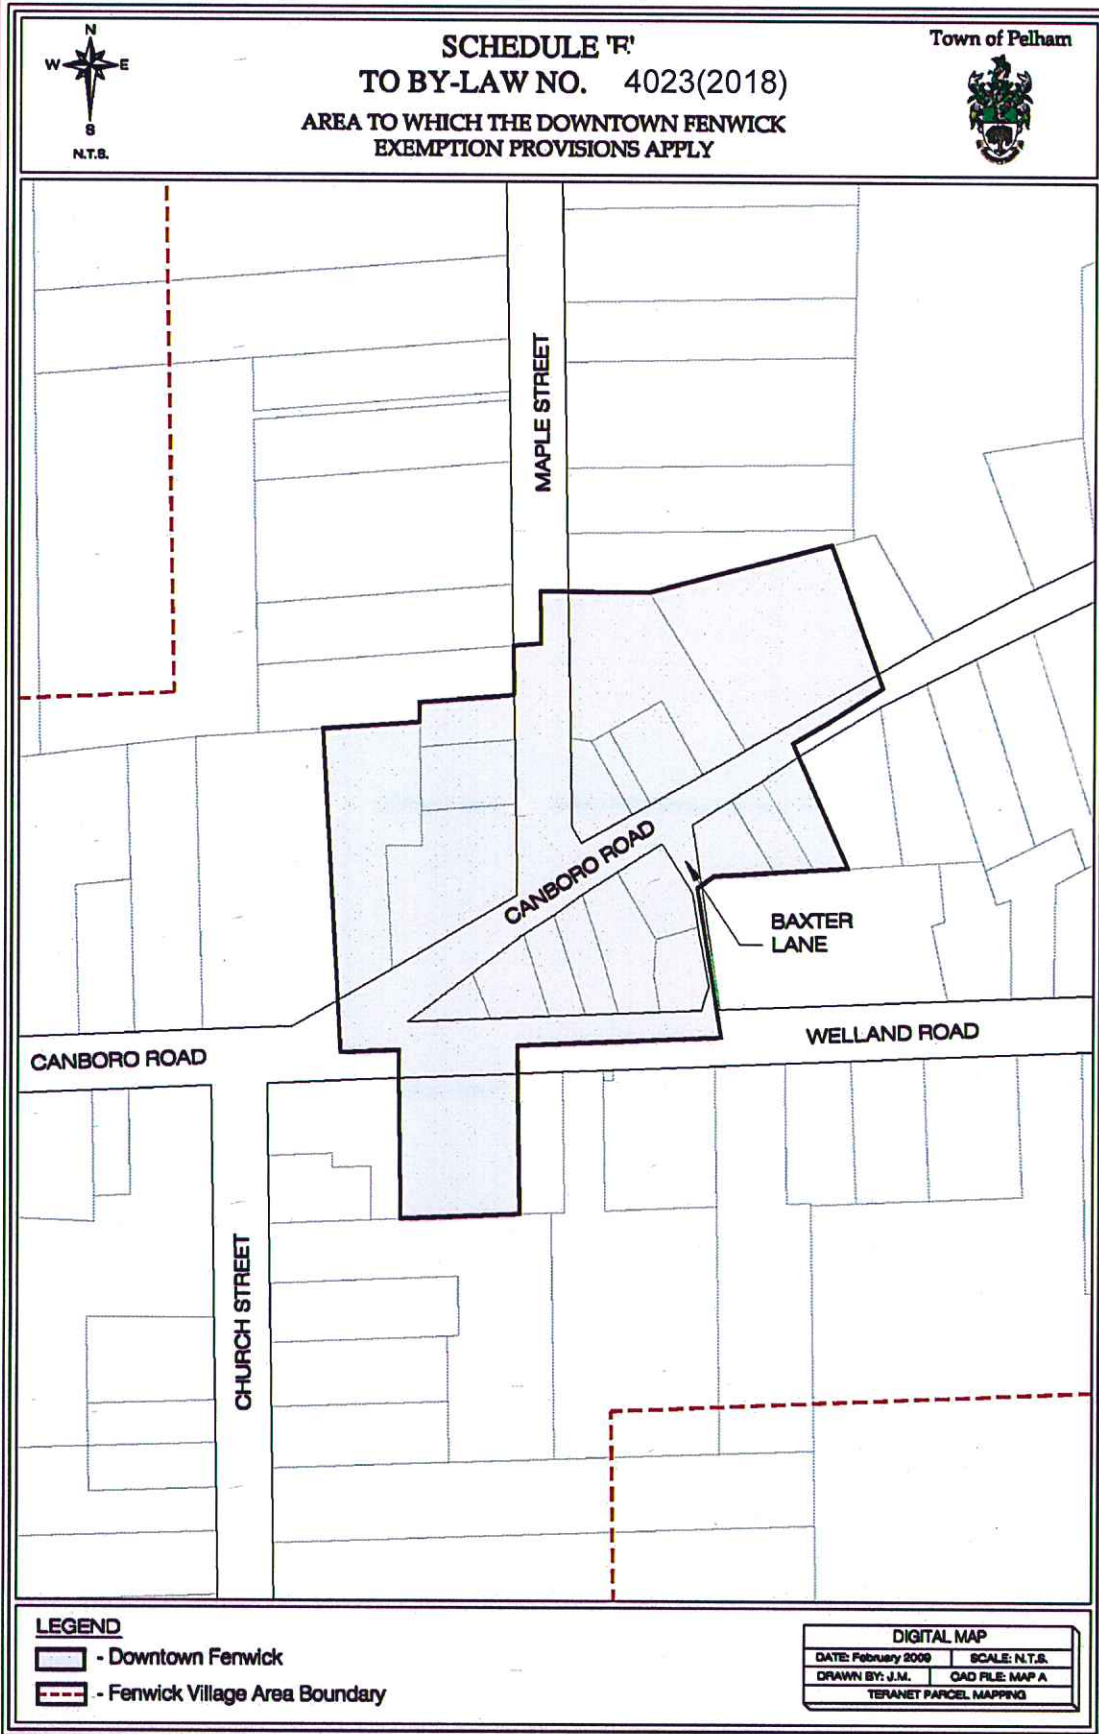 N
W E
S
N.T.S.
SCHEDULE 'F'
TO BY-LAW NO. 4023(2018)
AREA TO WHICH THE DOWNTOWN FENWICK
EXEMPTION PROVISIONS APPLY
Town of Pelham
MAPLE STREET
CANBORO ROAD
BAXTER
LANE
WELLAND ROAD
CANBORO ROAD
CHURCH STREET
LEGEND
- Downtown Fenwick
- Fenwick Village Area Boundary
DIGITAL MAP
DATE: February 2009 SCALE: N.T.S.
DRAWN BY: J.M. CAD FILE: MAP A
TERANET PARCEL MAPPING